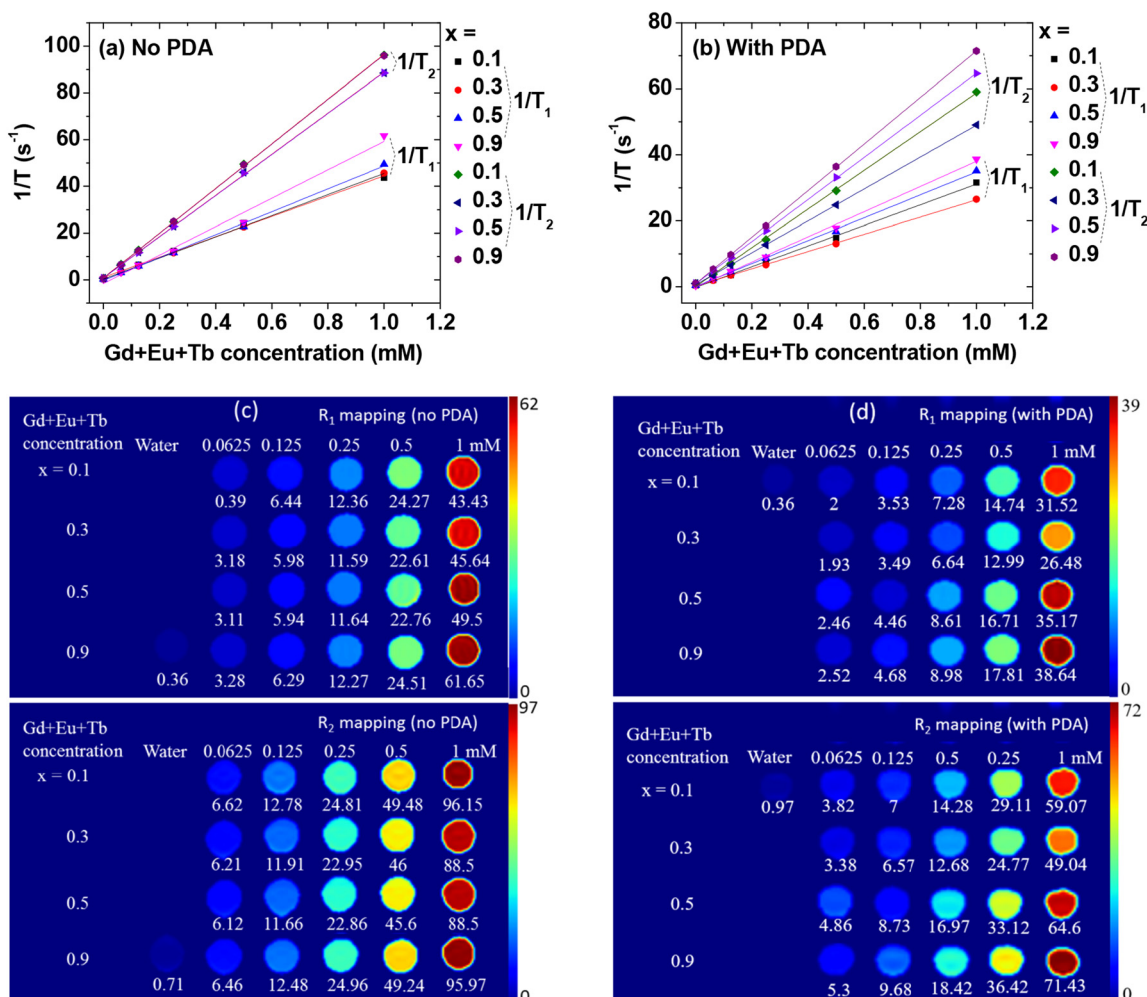 (a) No PDA
1/T (s⁻¹)
100
80
60
40
20
0
0.0 0.2 0.4 0.6 0.8 1.0 1.2
Gd+Eu+Tb concentration (mM)
1/T₂
1/T₁
x =
0.1
0.3
0.5
0.9
0.1
0.3
0.5
0.9
1/T₁
1/T₂
(b) With PDA
1/T (s⁻¹)
80
60
40
20
0
0.0 0.2 0.4 0.6 0.8 1.0 1.2
Gd+Eu+Tb concentration (mM)
1/T₂
1/T₁
x =
0.1
0.3
0.5
0.9
0.1
0.3
0.5
0.9
1/T₁
1/T₂
(c)
R₁ mapping (no PDA)
62
Gd+Eu+Tb
concentration Water 0.0625 0.125 0.25 0.5 1 mM
x = 0.1
0.39 6.44 12.36 24.27 43.43
0.3
3.18 5.98 11.59 22.61 45.64
0.5
3.11 5.94 11.64 22.76 49.5
0.9
0.36 3.28 6.29 12.27 24.51 61.65
0
(d)
R₁ mapping (with PDA)
39
Gd+Eu+Tb
concentration Water 0.0625 0.125 0.25 0.5 1 mM
x = 0.1
0.36 2 3.53 7.28 14.74 31.52
0.3
1.93 3.49 6.64 12.99 26.48
0.5
2.46 4.46 8.61 16.71 35.17
0.9
2.52 4.68 8.98 17.81 38.64
0
R₂ mapping (no PDA)
97
Gd+Eu+Tb
concentration Water 0.0625 0.125 0.25 0.5 1 mM
x = 0.1
6.62 12.78 24.81 49.48 96.15
0.3
6.21 11.91 22.95 46 88.5
0.5
6.12 11.66 22.86 45.6 88.5
0.9
0.71 6.46 12.48 24.96 49.24 95.97
0
R₂ mapping (with PDA)
72
Gd+Eu+Tb
concentration Water 0.0625 0.125 0.5 0.25 1 mM
x = 0.1
0.97 3.82 7 14.28 29.11 59.07
0.3
3.38 6.57 12.68 24.77 49.04
0.5
4.86 8.73 16.97 33.12 64.6
0.9
5.3 9.68 18.42 36.42 71.43
0